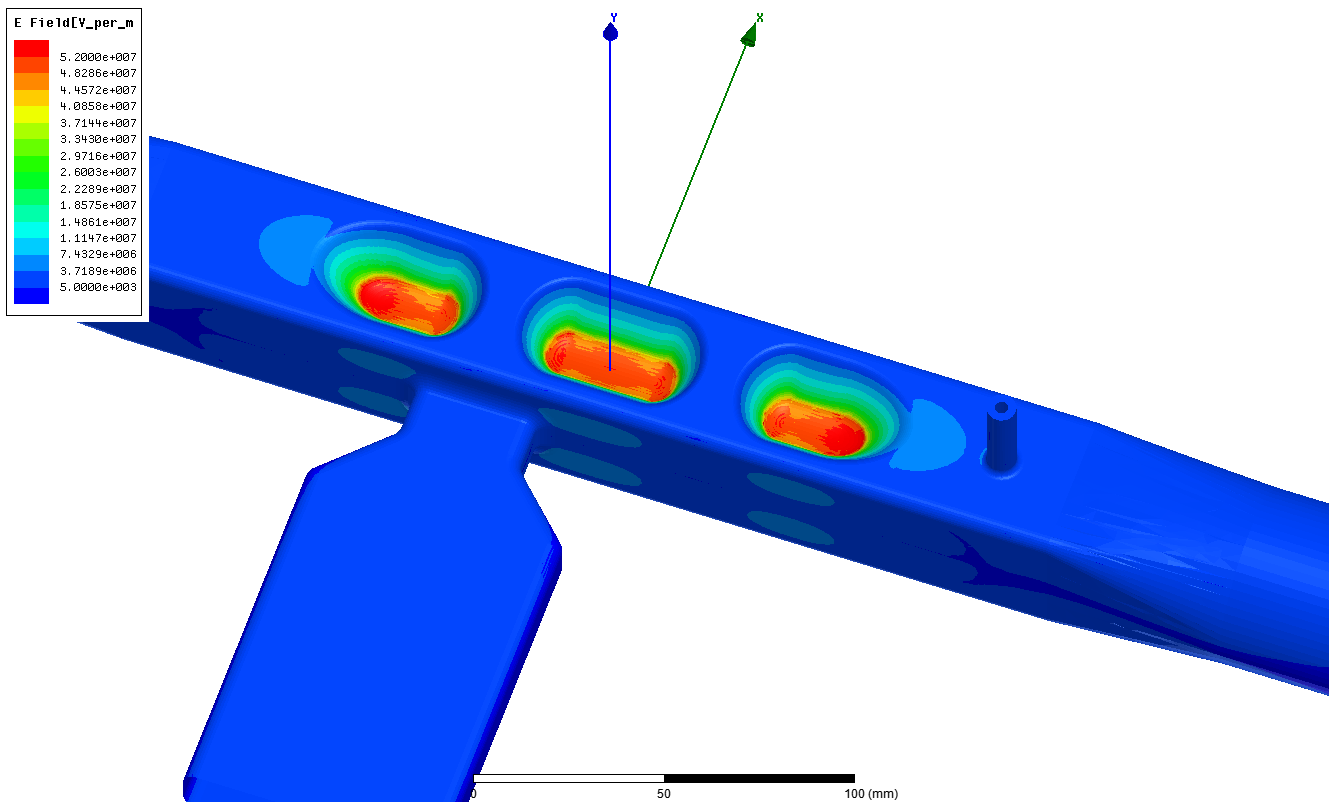 E Field[V_per_m
5.2000e+007
4.8286e+007
4.4572e+007
4.0858e+007
3.7144e+007
3.3430e+007
2.9716e+007
2.6003e+007
2.2289e+007
1.8575e+007
1.4861e+007
1.1147e+007
7.4329e+006
3.7189e+006
5.0000e+003
Y
X
0 50 100 (mm)